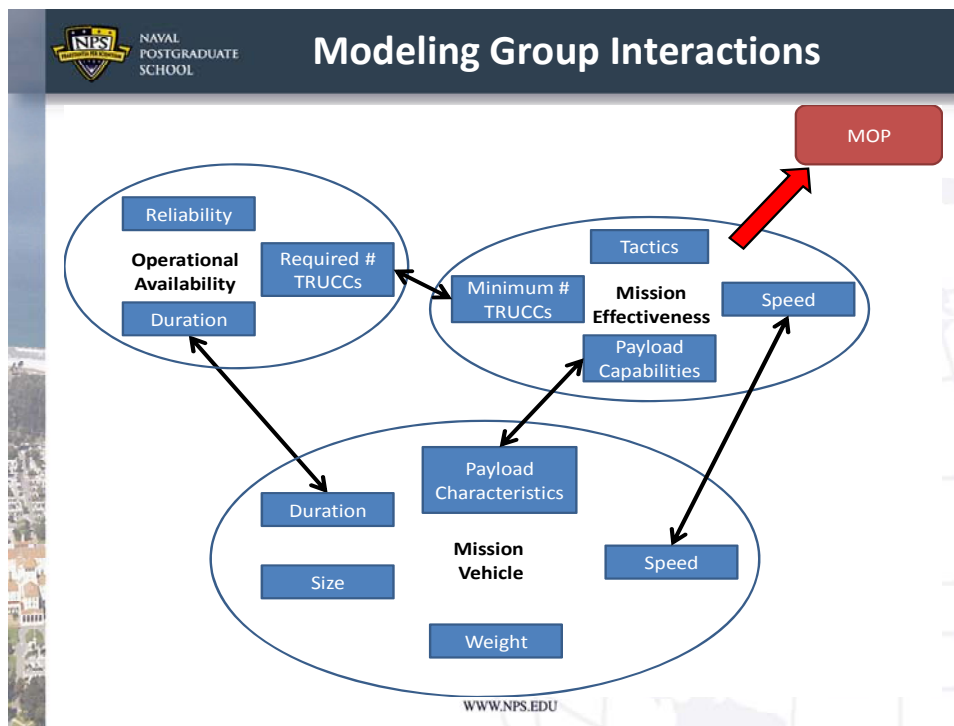 NPS
NAVAL
POSTGRADUATE
SCHOOL
Modeling Group Interactions
MOP
Reliability
Operational
Availability
Required #
TRUCCs
Duration
Tactics
Minimum #
TRUCCs
Mission
Effectiveness
Speed
Payload
Capabilities
Payload
Characteristics
Duration
Mission
Vehicle
Size
Speed
Weight
WWW.NPS.EDU